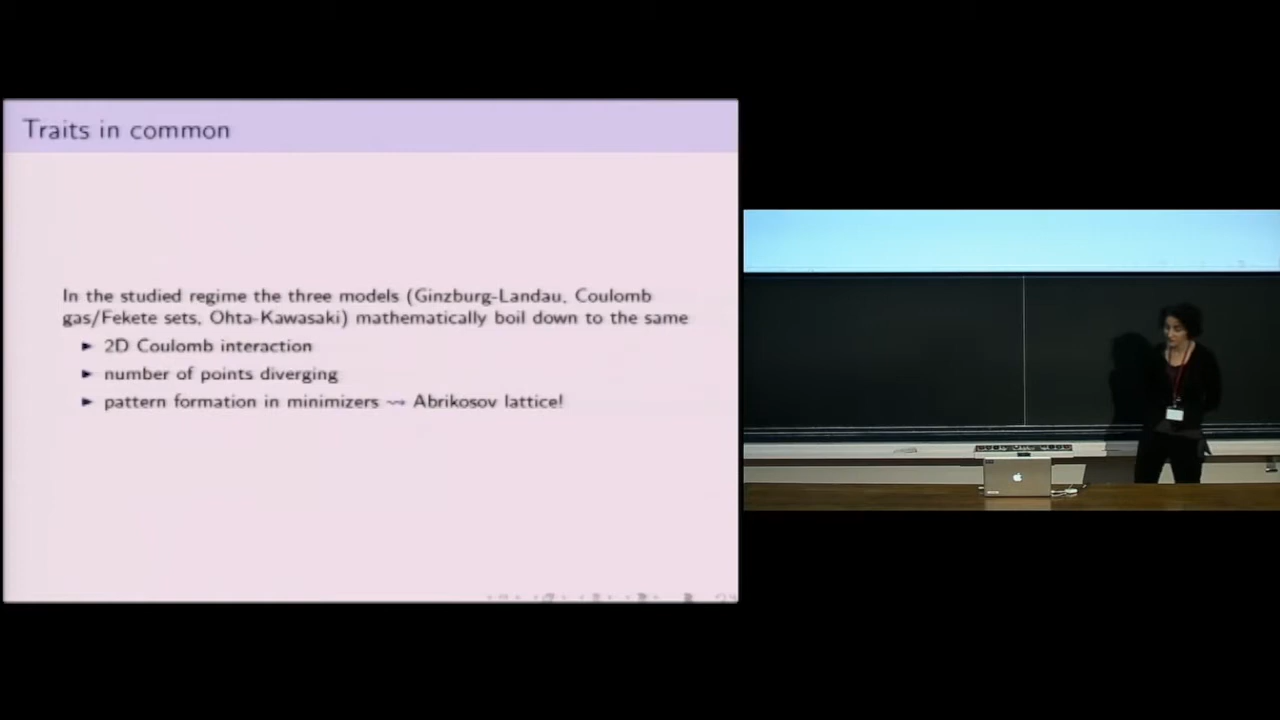 Traits in common
In the studied regime the three models (Ginzburg-Landau, Coulomb
gas/Fekete sets, Ohta-Kawasaki) mathematically boil down to the same
▶ 2D Coulomb interaction
▶ number of points diverging
▶ pattern formation in minimizers ⇝ Abrikosov lattice!